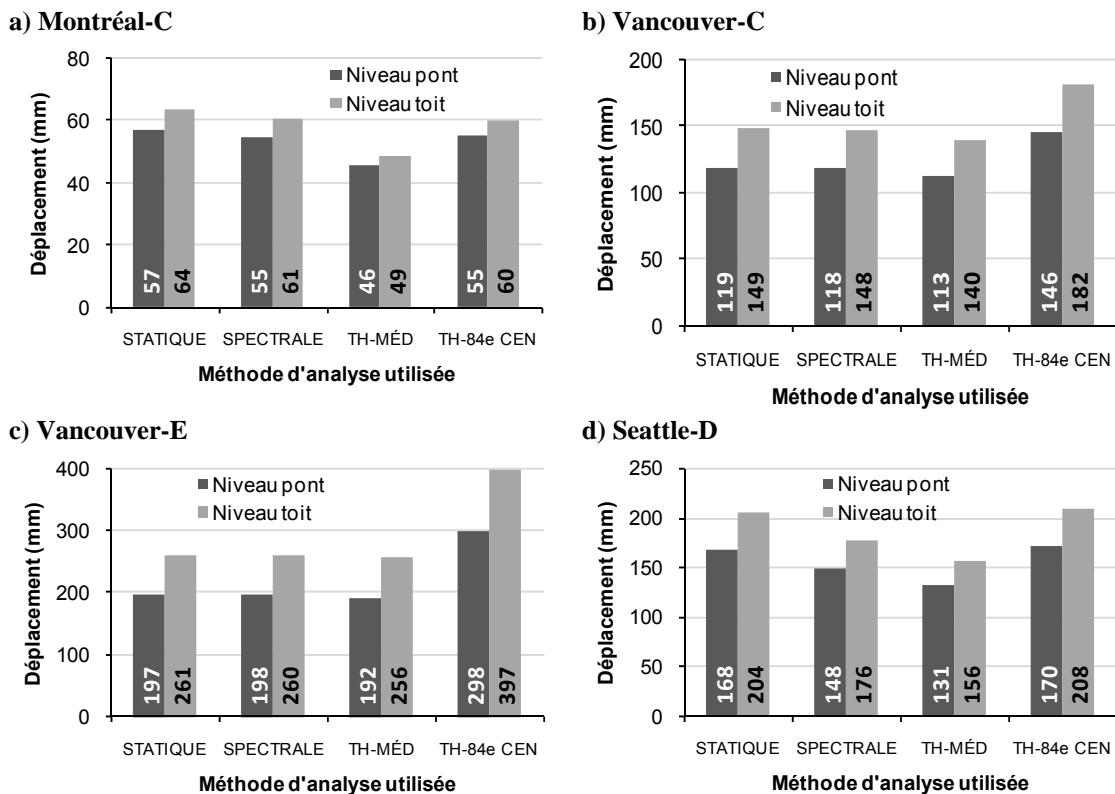 a) Montréal-C
80
60
40
20
0
Déplacement (mm)
Niveau pont
Niveau toit
57
64
55
61
46
49
55
60
STATIQUE SPECTRALE TH-MÉD TH-84e CEN
Méthode d'analyse utilisée
b) Vancouver-C
200
150
100
50
0
Déplacement (mm)
Niveau pont
Niveau toit
119
149
118
148
113
140
146
182
STATIQUE SPECTRALE TH-MÉD TH-84e CEN
Méthode d'analyse utilisée
c) Vancouver-E
400
300
200
100
0
Déplacement (mm)
Niveau pont
Niveau toit
197
261
198
260
192
256
298
397
STATIQUE SPECTRALE TH-MÉD TH-84e CEN
Méthode d'analyse utilisée
d) Seattle-D
250
200
150
100
50
0
Déplacement (mm)
Niveau pont
Niveau toit
168
204
148
176
131
156
170
208
STATIQUE SPECTRALE TH-MÉD TH-84e CEN
Méthode d'analyse utilisée